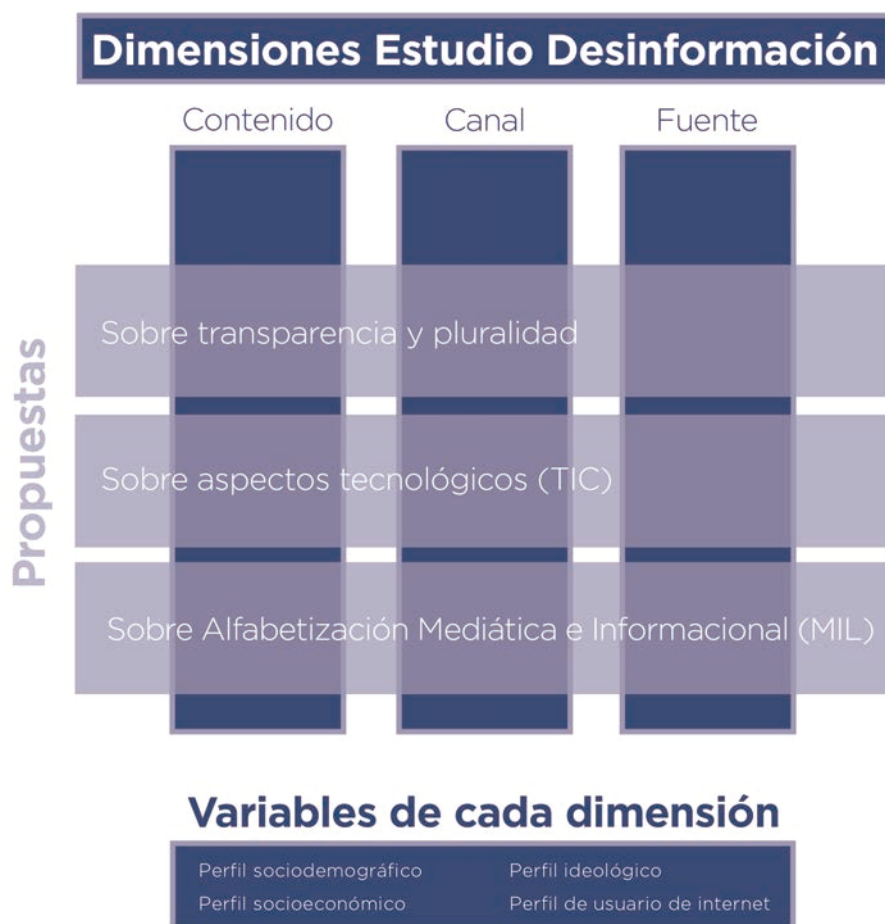 Dimensiones Estudio Desinformación
Contenido Canal Fuente
Propuestas
Sobre transparencia y pluralidad
Sobre aspectos tecnológicos (TIC)
Sobre Alfabetización Mediática e Informacional (MIL)
Variables de cada dimensión
Perfil sociodemográfico Perfil ideológico
Perfil socioeconómico Perfil de usuario de internet